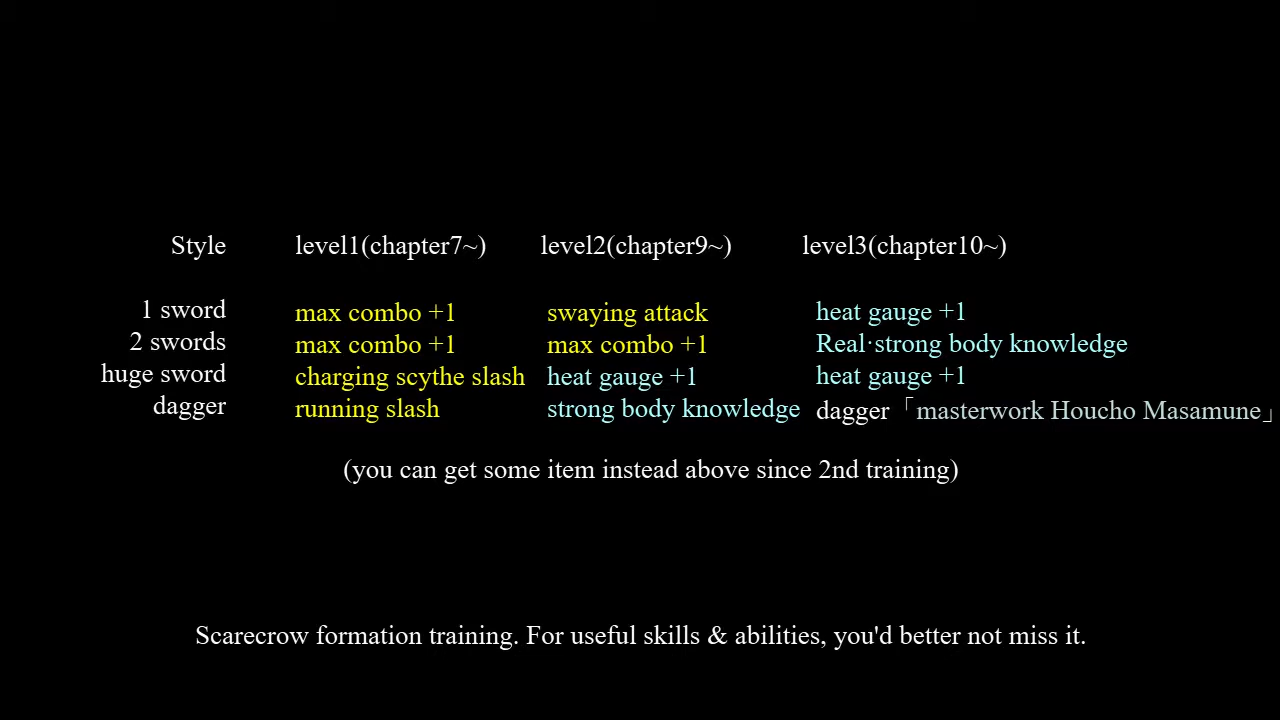 Style level1(chapter7~) level2(chapter9~) level3(chapter10~)
1 sword max combo +1 swaying attack heat gauge +1
2 swords max combo +1 max combo +1 Real·strong body knowledge
huge sword charging scythe slash heat gauge +1 heat gauge +1
dagger running slash strong body knowledge dagger「masterwork Houcho Masamune」
(you can get some item instead above since 2nd training)
Scarecrow formation training. For useful skills & abilities, you'd better not miss it.